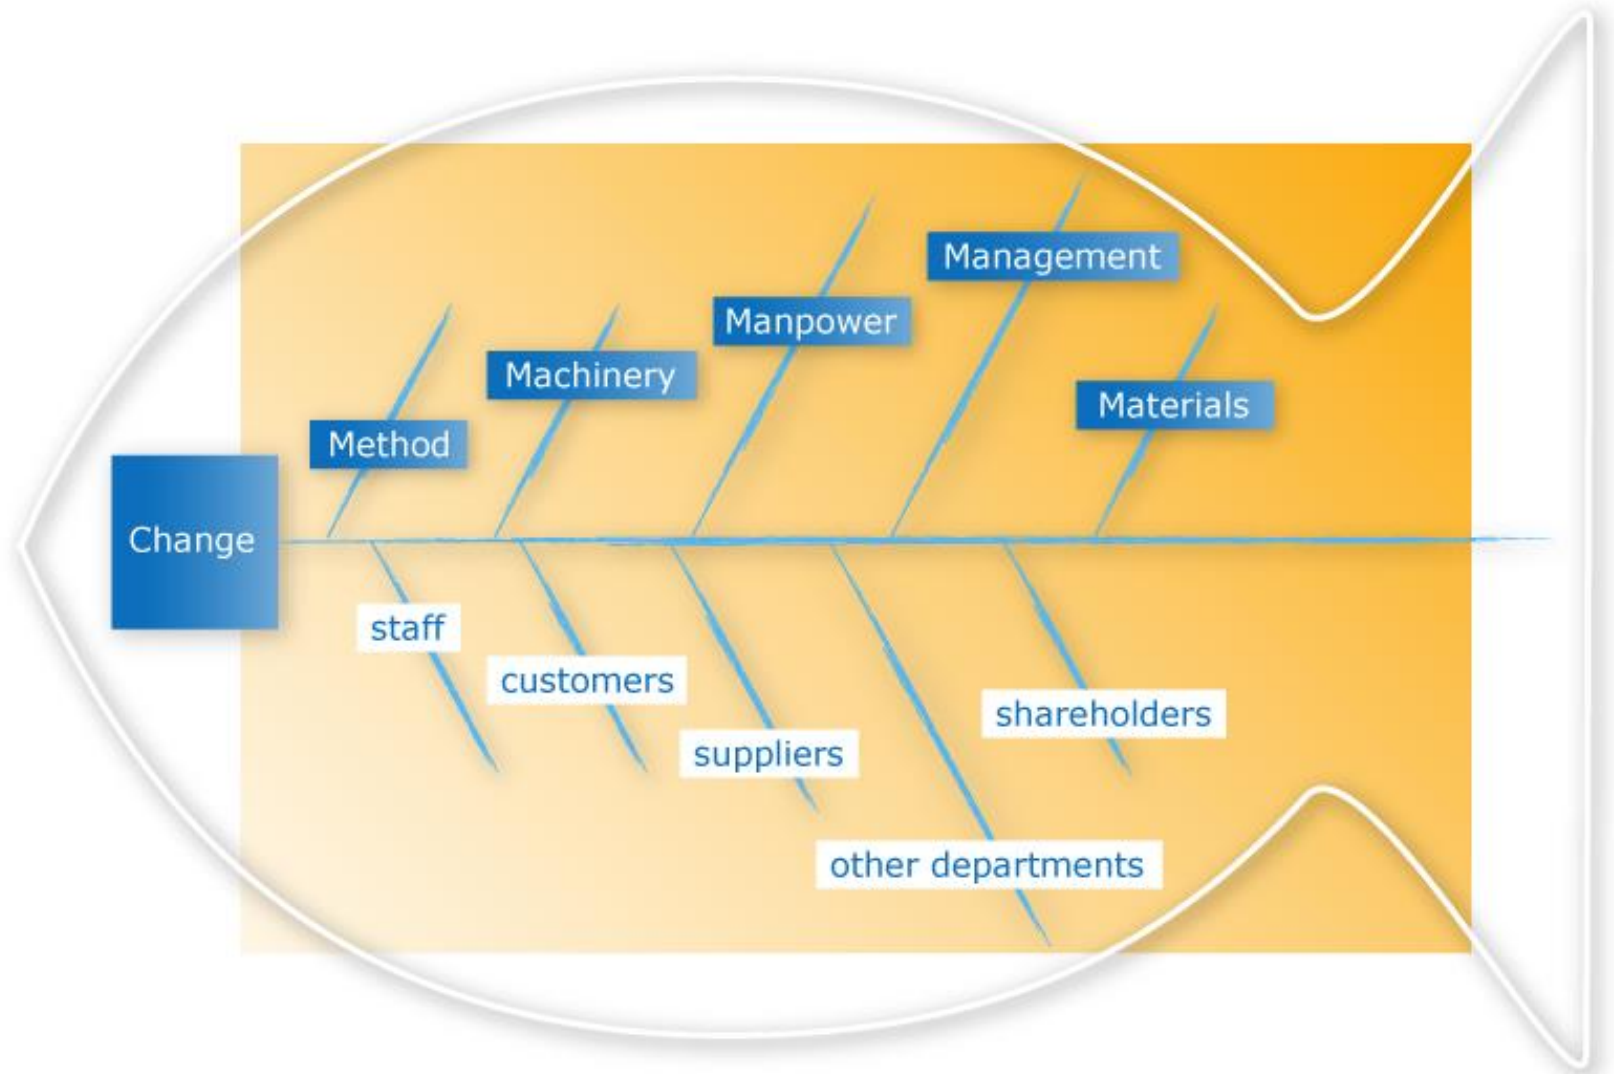 Management
Manpower
Machinery
Materials
Method
Change
staff
customers
shareholders
suppliers
other departments